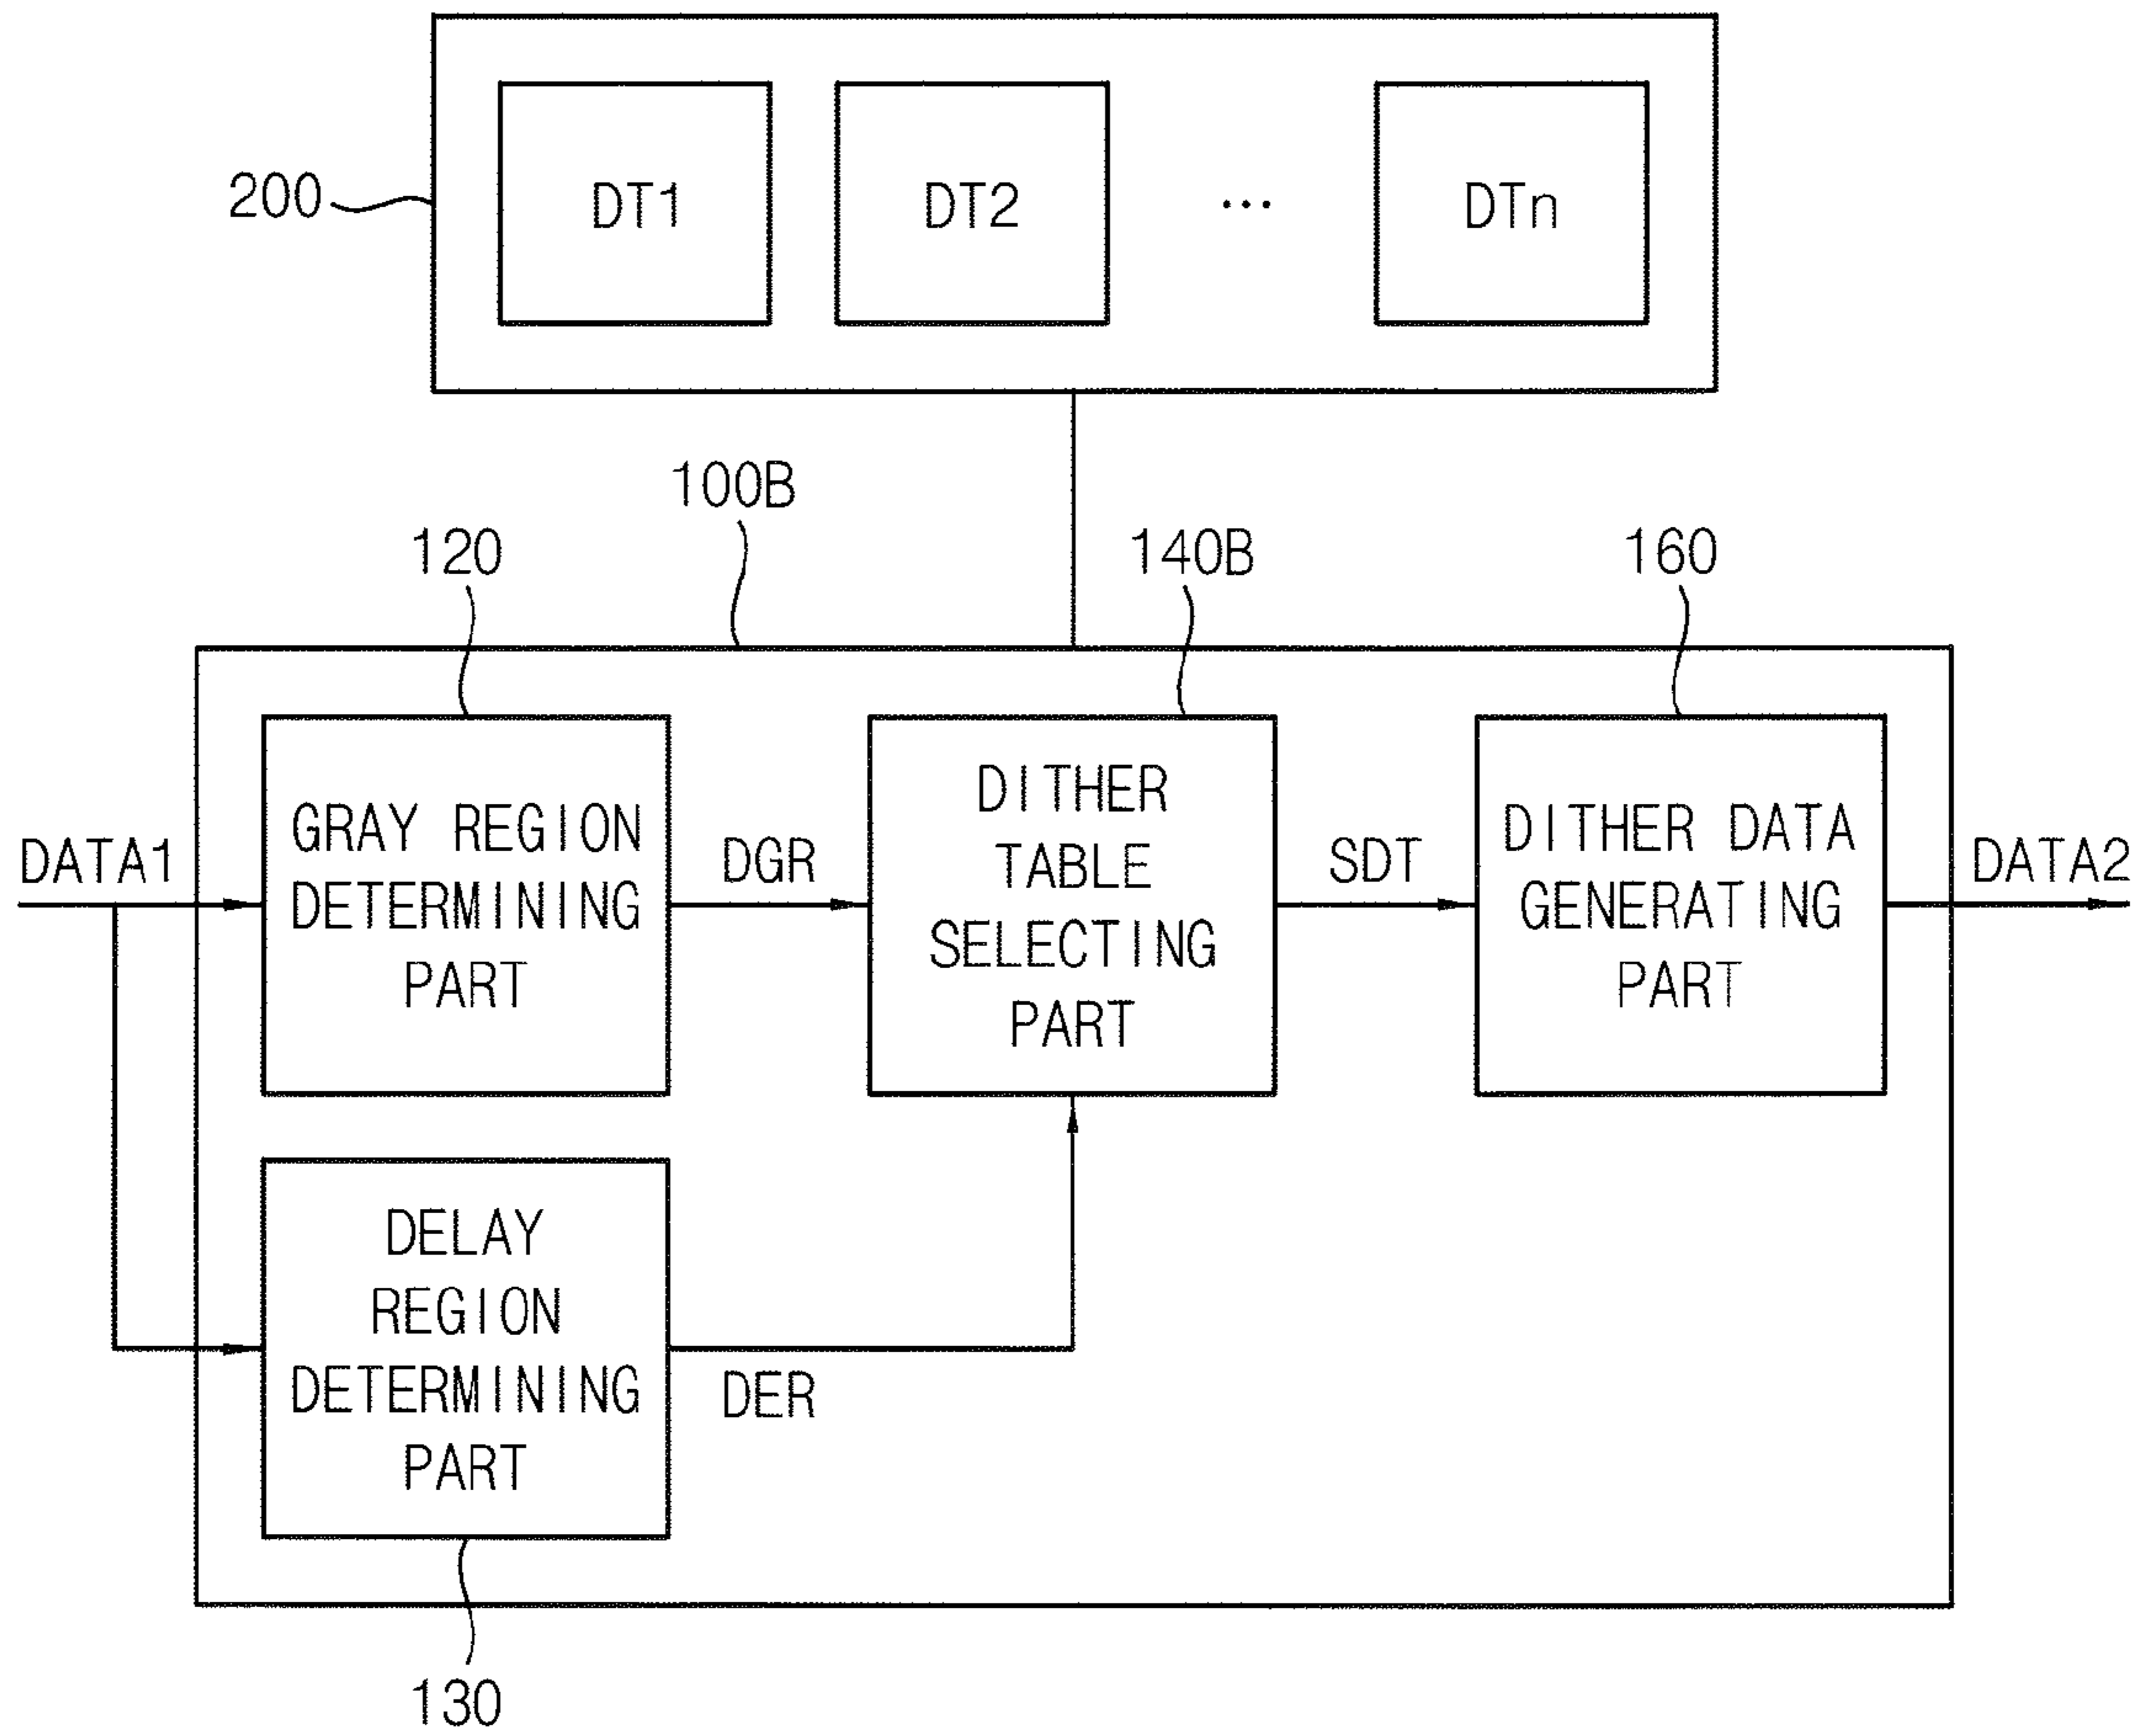 200
DT1
DT2
...
DTn
100B
120
140B
160
DATA1
GRAY REGION
DETERMINING
PART
DGR
DITHER
TABLE
SELECTING
PART
SDT
DITHER DATA
GENERATING
PART
DATA2
DELAY
REGION
DETERMINING
PART
DER
130